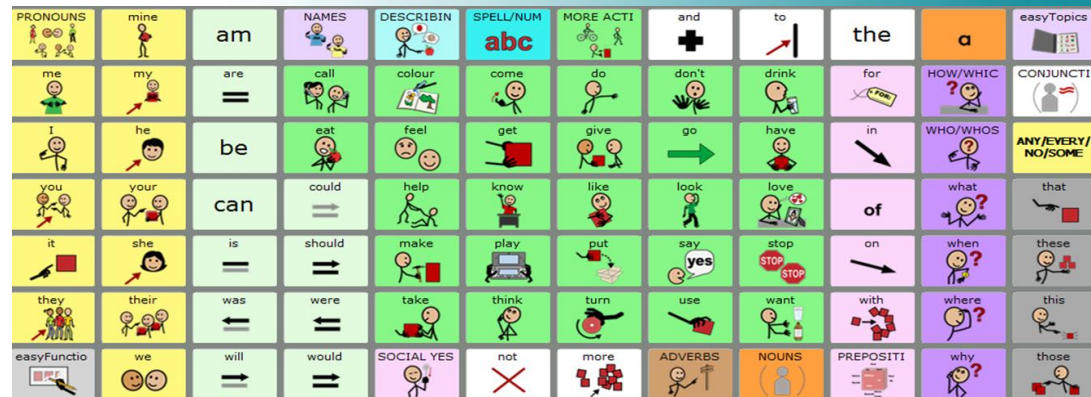 PRONOUNS mine am NAMES DESCRIBIN SPELL/NUM abc MORE ACTI and to the a easyTopics
me my are call colour come do don't drink for FOR: HOW/WHIC CONJUNCTI
I he be eat feel get give go have in WHO/WHOS ANY/EVERY/
NO/SOME
you your can could help know like look love of what that
it she is should make play put say yes stop STOP STOP on when these
they their was were take think turn use want with where this
easyFunctio we will would SOCIAL YES not more ADVERBS NOUNS PREPOSITI why those